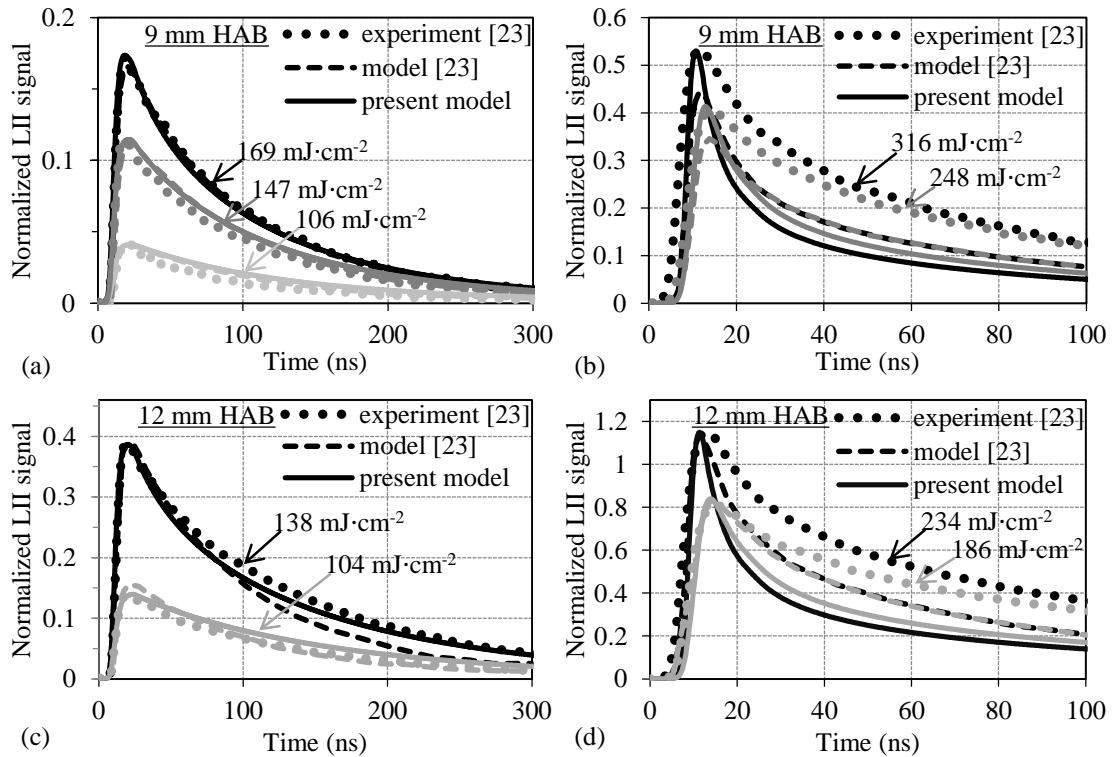 Normalized LII signal
0.2
0.1
0
9 mm HAB
experiment [23]
model [23]
present model
169 mJ·cm-2
147 mJ·cm-2
106 mJ·cm-2
0 100 200 300
Time (ns)
(a)
Normalized LII signal
0.6
0.5
0.4
0.3
0.2
0.1
0.0
9 mm HAB
experiment [23]
model [23]
present model
316 mJ·cm-2
248 mJ·cm-2
0 20 40 60 80 100
Time (ns)
(b)
Normalized LII signal
0.4
0.3
0.2
0.1
0
12 mm HAB
experiment [23]
model [23]
present model
138 mJ·cm-2
104 mJ·cm-2
0 100 200 300
Time (ns)
(c)
Normalized LII signal
1.2
1
0.8
0.6
0.4
0.2
0
12 mm HAB
experiment [23]
model [23]
present model
234 mJ·cm-2
186 mJ·cm-2
0 20 40 60 80 100
Time (ns)
(d)